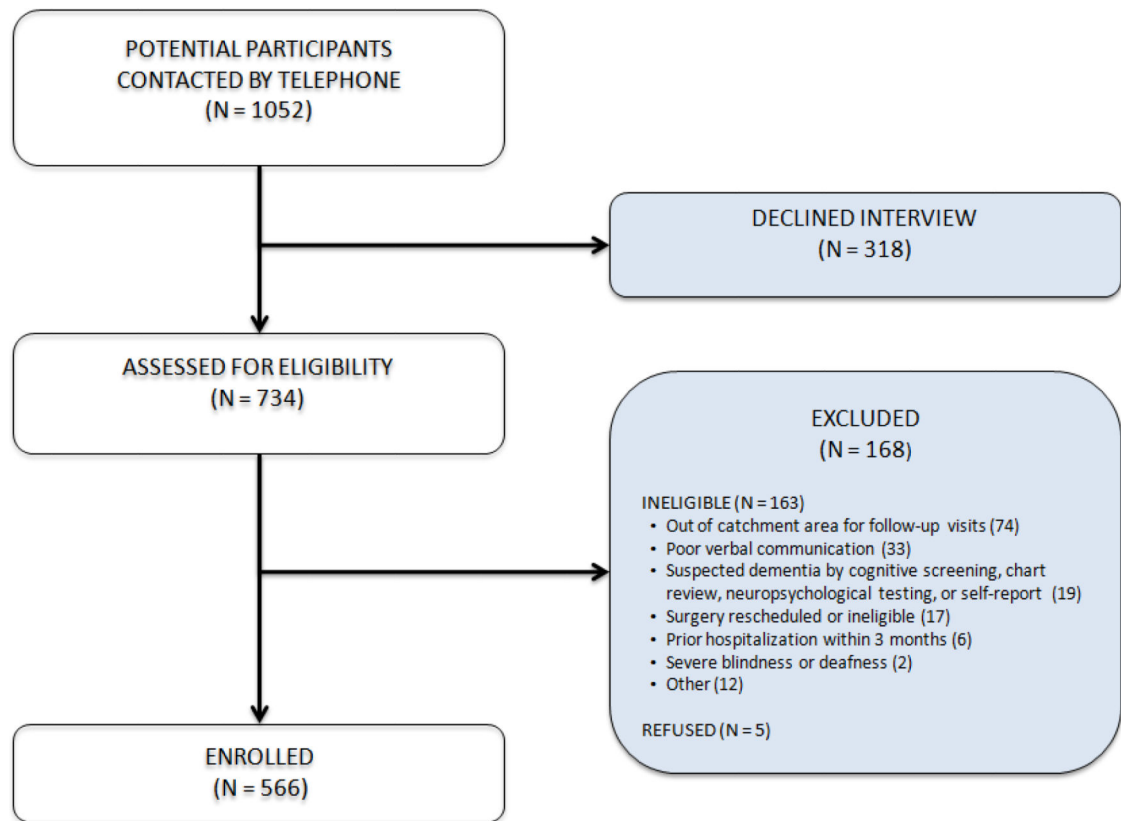 POTENTIAL PARTICIPANTS
CONTACTED BY TELEPHONE
(N = 1052)
DECLINED INTERVIEW
(N = 318)
ASSESSED FOR ELIGIBILITY
(N = 734)
EXCLUDED
(N = 168)
INELIGIBLE (N = 163)
• Out of catchment area for follow-up visits (74)
• Poor verbal communication (33)
• Suspected dementia by cognitive screening, chart
review, neuropsychological testing, or self-report (19)
• Surgery rescheduled or ineligible (17)
• Prior hospitalization within 3 months (6)
• Severe blindness or deafness (2)
• Other (12)
REFUSED (N = 5)
ENROLLED
(N = 566)